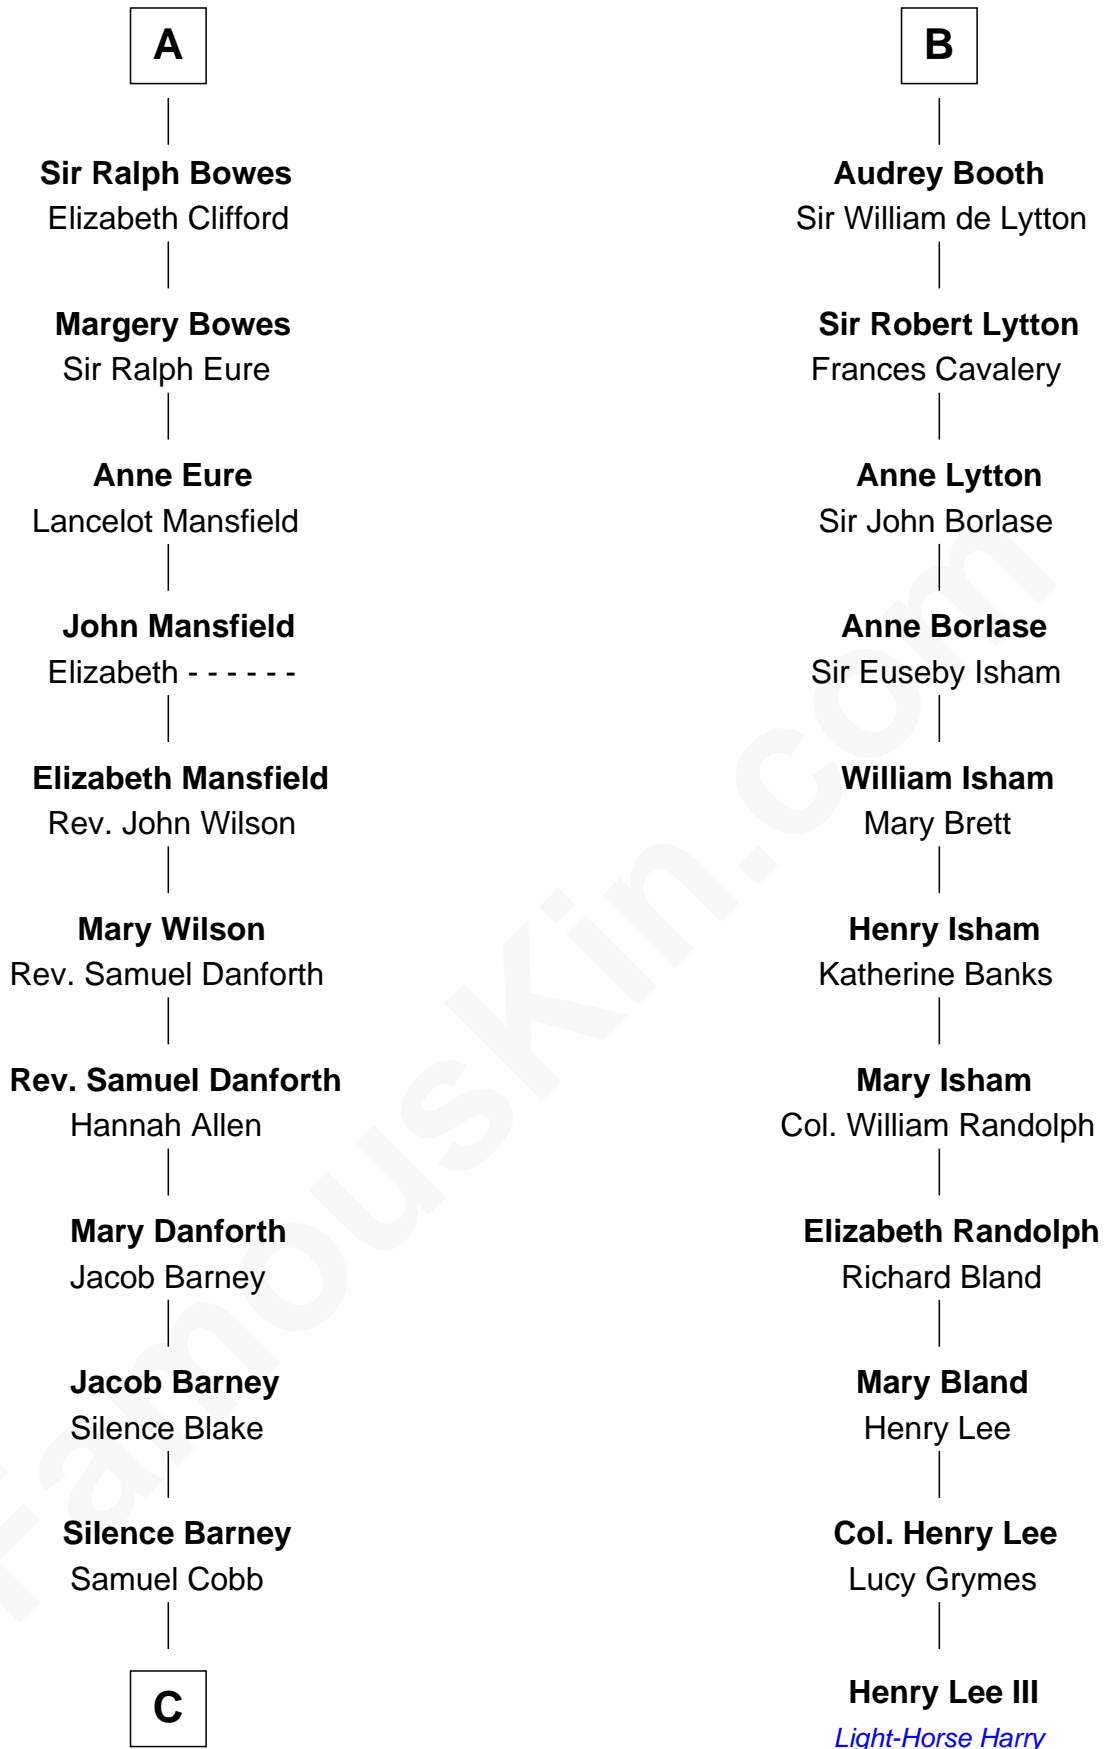 A
Sir Ralph Bowes
Elizabeth Clifford
Margery Bowes
Sir Ralph Eure
Anne Eure
Lancelot Mansfield
John Mansfield
Elizabeth - - - - - -
Elizabeth Mansfield
Rev. John Wilson
Mary Wilson
Rev. Samuel Danforth
Rev. Samuel Danforth
Hannah Allen
Mary Danforth
Jacob Barney
Jacob Barney
Silence Blake
Silence Barney
Samuel Cobb
C
B
Audrey Booth
Sir William de Lytton
Sir Robert Lytton
Frances Cavalery
Anne Lytton
Sir John Borlase
Anne Borlase
Sir Euseby Isham
William Isham
Mary Brett
Henry Isham
Katherine Banks
Mary Isham
Col. William Randolph
Elizabeth Randolph
Richard Bland
Mary Bland
Henry Lee
Col. Henry Lee
Lucy Grymes
Henry Lee III
Light-Horse Harry
FamousKin.com